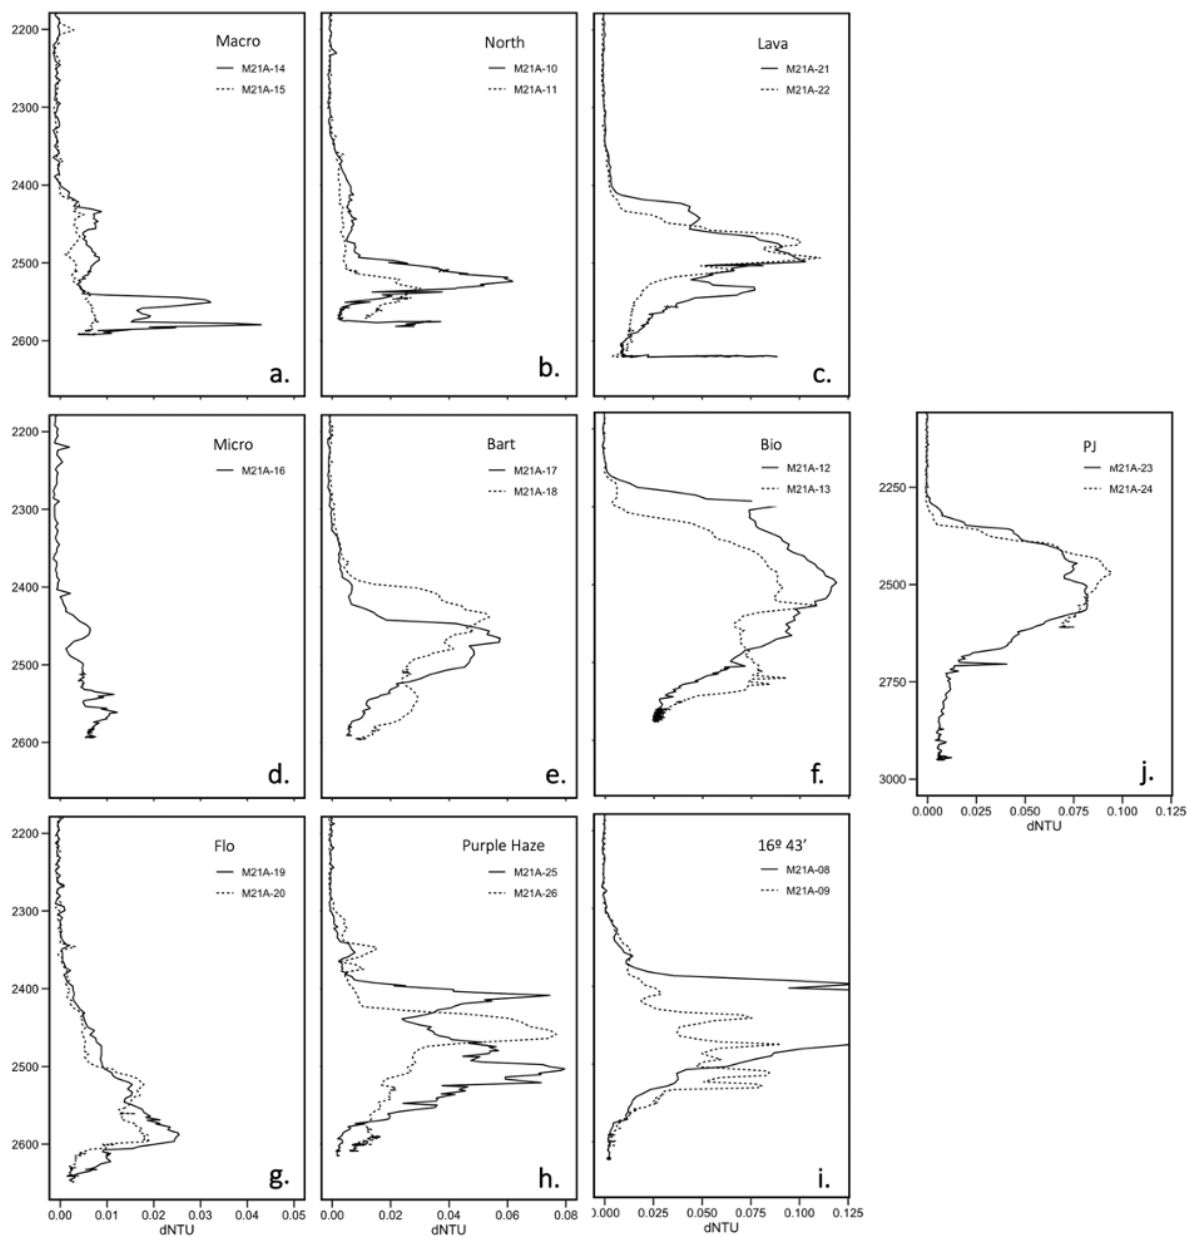 2200
2300
2400
2500
2600
Macro
M21A-14
M21A-15
a.
North
M21A-10
M21A-11
b.
Lava
M21A-21
M21A-22
c.
2200
2300
2400
2500
2600
Micro
M21A-16
d.
Bart
M21A-17
M21A-18
e.
Bio
M21A-12
M21A-13
f.
2250
2500
2750
3000
PJ
M21A-23
M21A-24
j.
0.000 0.025 0.050 0.075 0.100 0.125
dNTU
2200
2300
2400
2500
2600
Flo
M21A-19
M21A-20
g.
0.00 0.01 0.02 0.03 0.04 0.05
dNTU
Purple Haze
M21A-25
M21A-26
h.
0.00 0.02 0.04 0.06 0.08
dNTU
16º 43’
M21A-08
M21A-09
i.
0.000 0.025 0.050 0.075 0.100 0.125
dNTU